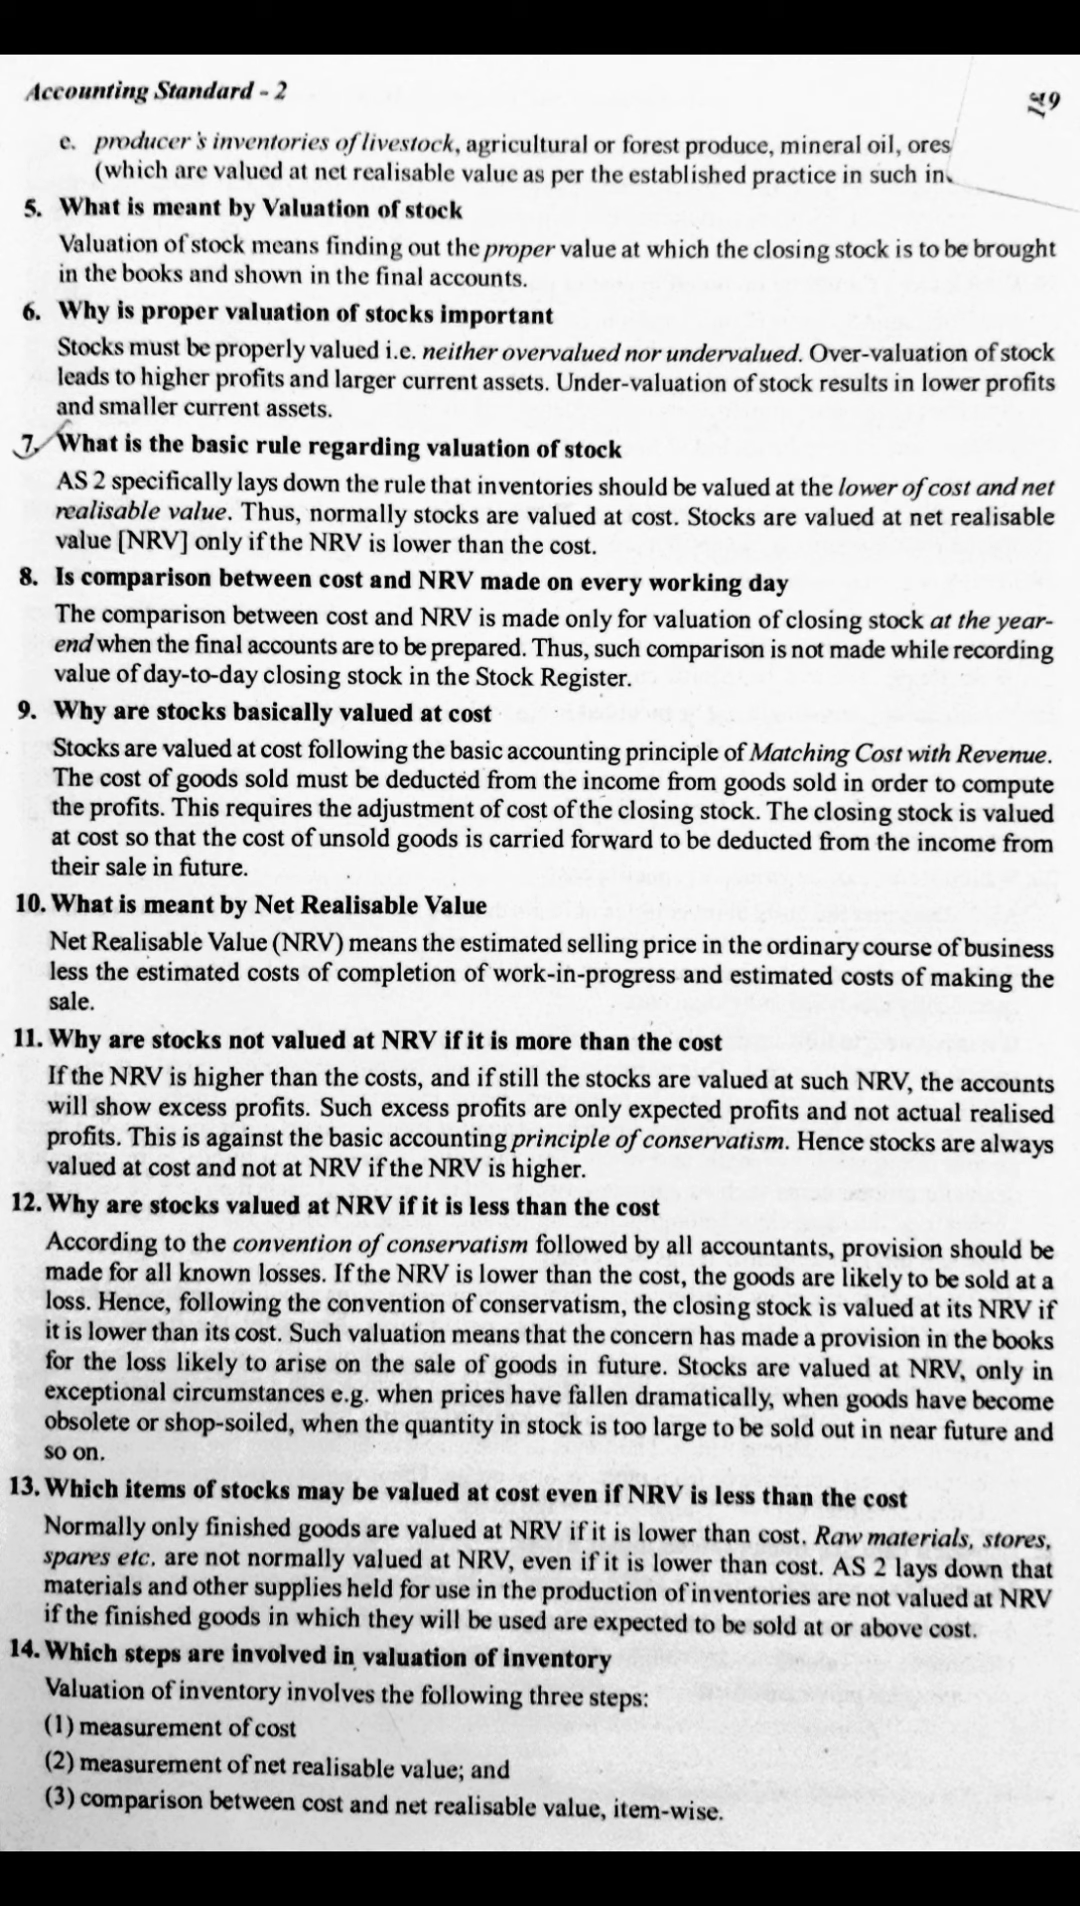 Accounting Standard - 2
e. producer's inventories of livestock, agricultural or forest produce, mineral oil, ores
(which are valued at net realisable value as per the established practice in such
5. What is meant by Valuation of stock
Valuation of stock means finding out the proper value at which the closing stock is to be brought
in the books and shown in the final accounts.
6. Why is proper valuation of stocks important
Stocks must be properly valued i.e. neither overvalued nor undervalued. Over-valuation of stock
leads to higher profits and larger current assets. Under-valuation of stock results in lower profits
and smaller current assets.
7. What is the basic rule regarding valuation of stock
AS 2 specifically lays down the rule that inventories should be valued at the lower of cost and net
realisable value. Thus, normally stocks are valued at cost. Stocks are valued at net realisable
value [NRV] only if the NRV is lower than the cost.
8. Is comparison between cost and NRV made on every working day
The comparison between cost and NRV is made only for valuation of closing stock at the year-
end when the final accounts are to be prepared. Thus, such comparison is not made while recording
value of day-to-day closing stock in the Stock Register.
9. Why are stocks basically valued at cost
Stocks are valued at cost following the basic accounting principle of Matching Cost with Revenue.
The cost of goods sold must be deducted from the income from goods sold in order to compute
the profits. This requires the adjustment of cost of the closing stock. The closing stock is valued
at cost so that the cost of unsold goods is carried forward to be deducted from the income from
their sale in future.
10. What is meant by Net Realisable Value
Net Realisable Value (NRV) means the estimated selling price in the ordinary course of business
less the estimated costs of completion of work-in-progress and estimated costs of making the
sale.
11. Why are stocks not valued at NRV if it is more than the cost
If the NRV is higher than the costs, and if still the stocks are valued at such NRV, the accounts
will show excess profits. Such excess profits are only expected profits and not actual realised
profits. This is against the basic accounting principle of conservatism. Hence stocks are always
valued at cost and not at NRV if the NRV is higher.
12. Why are stocks valued at NRV if it is less than the cost
According to the convention of conservatism followed by all accountants, provision should be
made for all known losses. If the NRV is lower than the cost, the goods are likely to be sold at a
loss. Hence, following the convention of conservatism, the closing stock is valued at its NRV if
it is lower than its cost. Such valuation means that the concern has made a provision in the books
for the loss likely to arise on the sale of goods in future. Stocks are valued at NRV, only in
exceptional circumstances e.g. when prices have fallen dramatically, when goods have become
obsolete or shop-soiled, when the quantity in stock is too large to be sold out in near future and
so on.
13. Which items of stocks may be valued at cost even if NRV is less than the cost
Normally only finished goods are valued at NRV if it is lower than cost. Raw materials, stores,
spares etc. are not normally valued at NRV, even if it is lower than cost. AS 2 lays down that
materials and other supplies held for use in the production of inventories are not valued at NRV
if the finished goods in which they will be used are expected to be sold at or above cost.
14. Which steps are involved in valuation of inventory
Valuation of inventory involves the following three steps:
(1) measurement of cost
(2) measurement of net realisable value; and
(3) comparison between cost and net realisable value, item-wise.